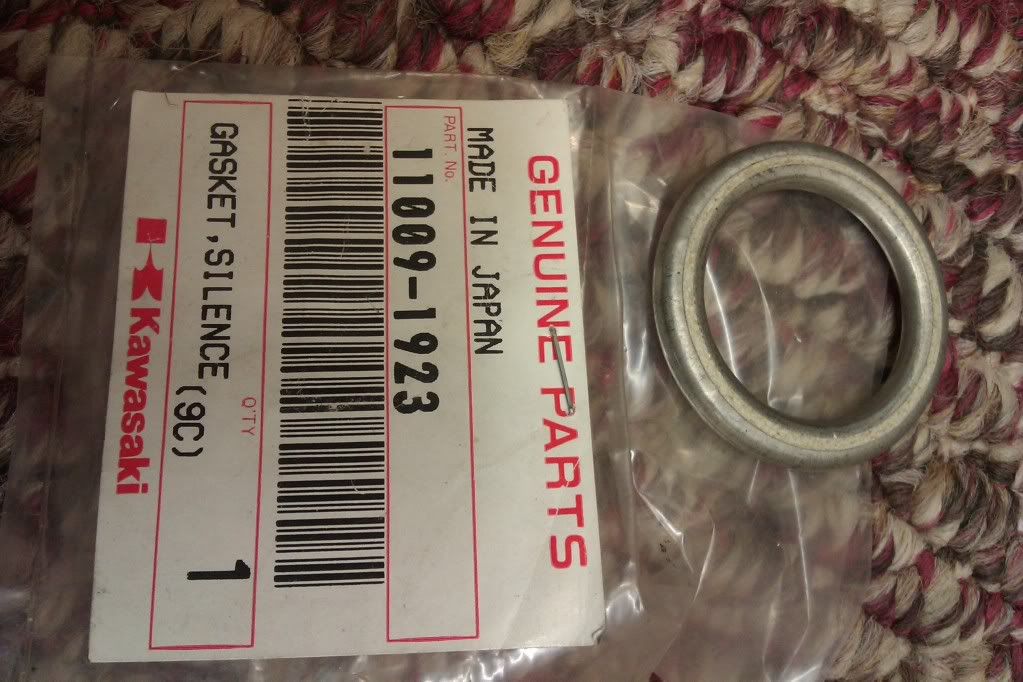 GENUINE PARTS
MADE IN JAPAN
PART. No.
11009-1923
Q'TY
GASKET,SILENCE (9C)
1
Kawasaki